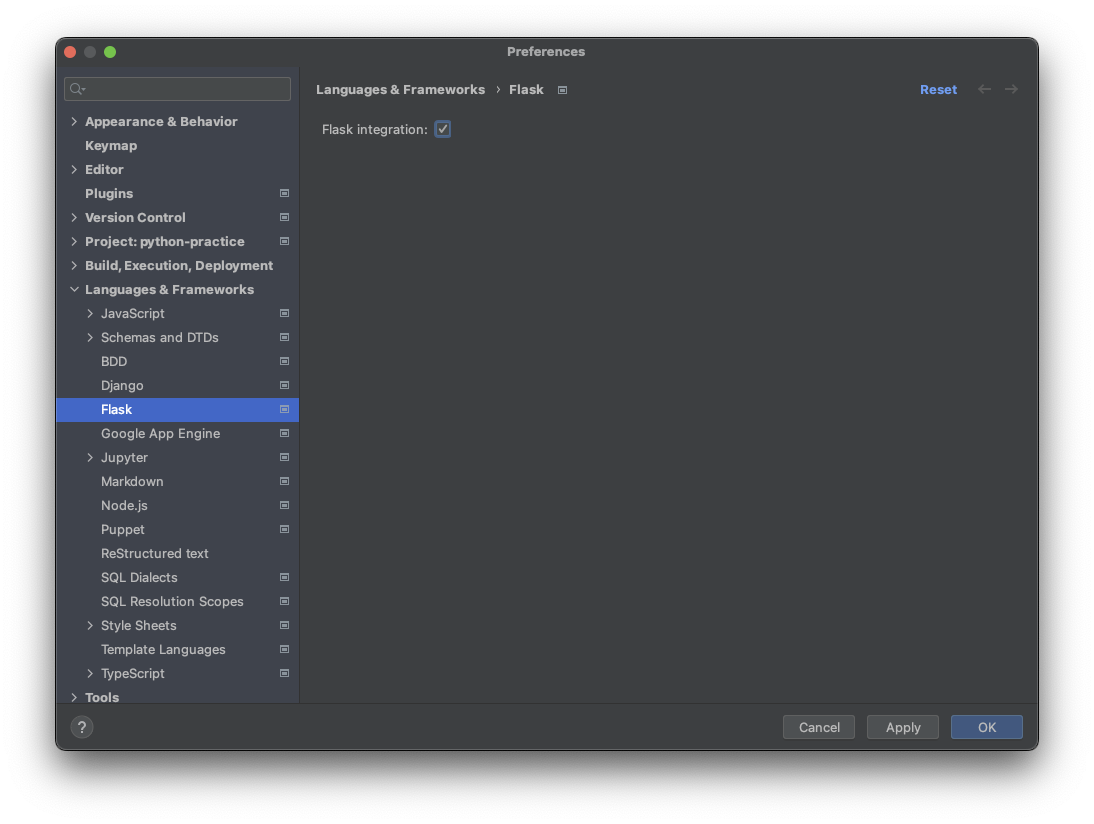 Preferences
Languages & Frameworks › Flask
Reset
Appearance & Behavior
Flask integration:
Keymap
Editor
Plugins
Version Control
Project: python-practice
Build, Execution, Deployment
Languages & Frameworks
JavaScript
Schemas and DTDs
BDD
Django
Flask
Google App Engine
Jupyter
Markdown
Node.js
Puppet
ReStructured text
SQL Dialects
SQL Resolution Scopes
Style Sheets
Template Languages
TypeScript
Tools
?
Cancel
Apply
OK